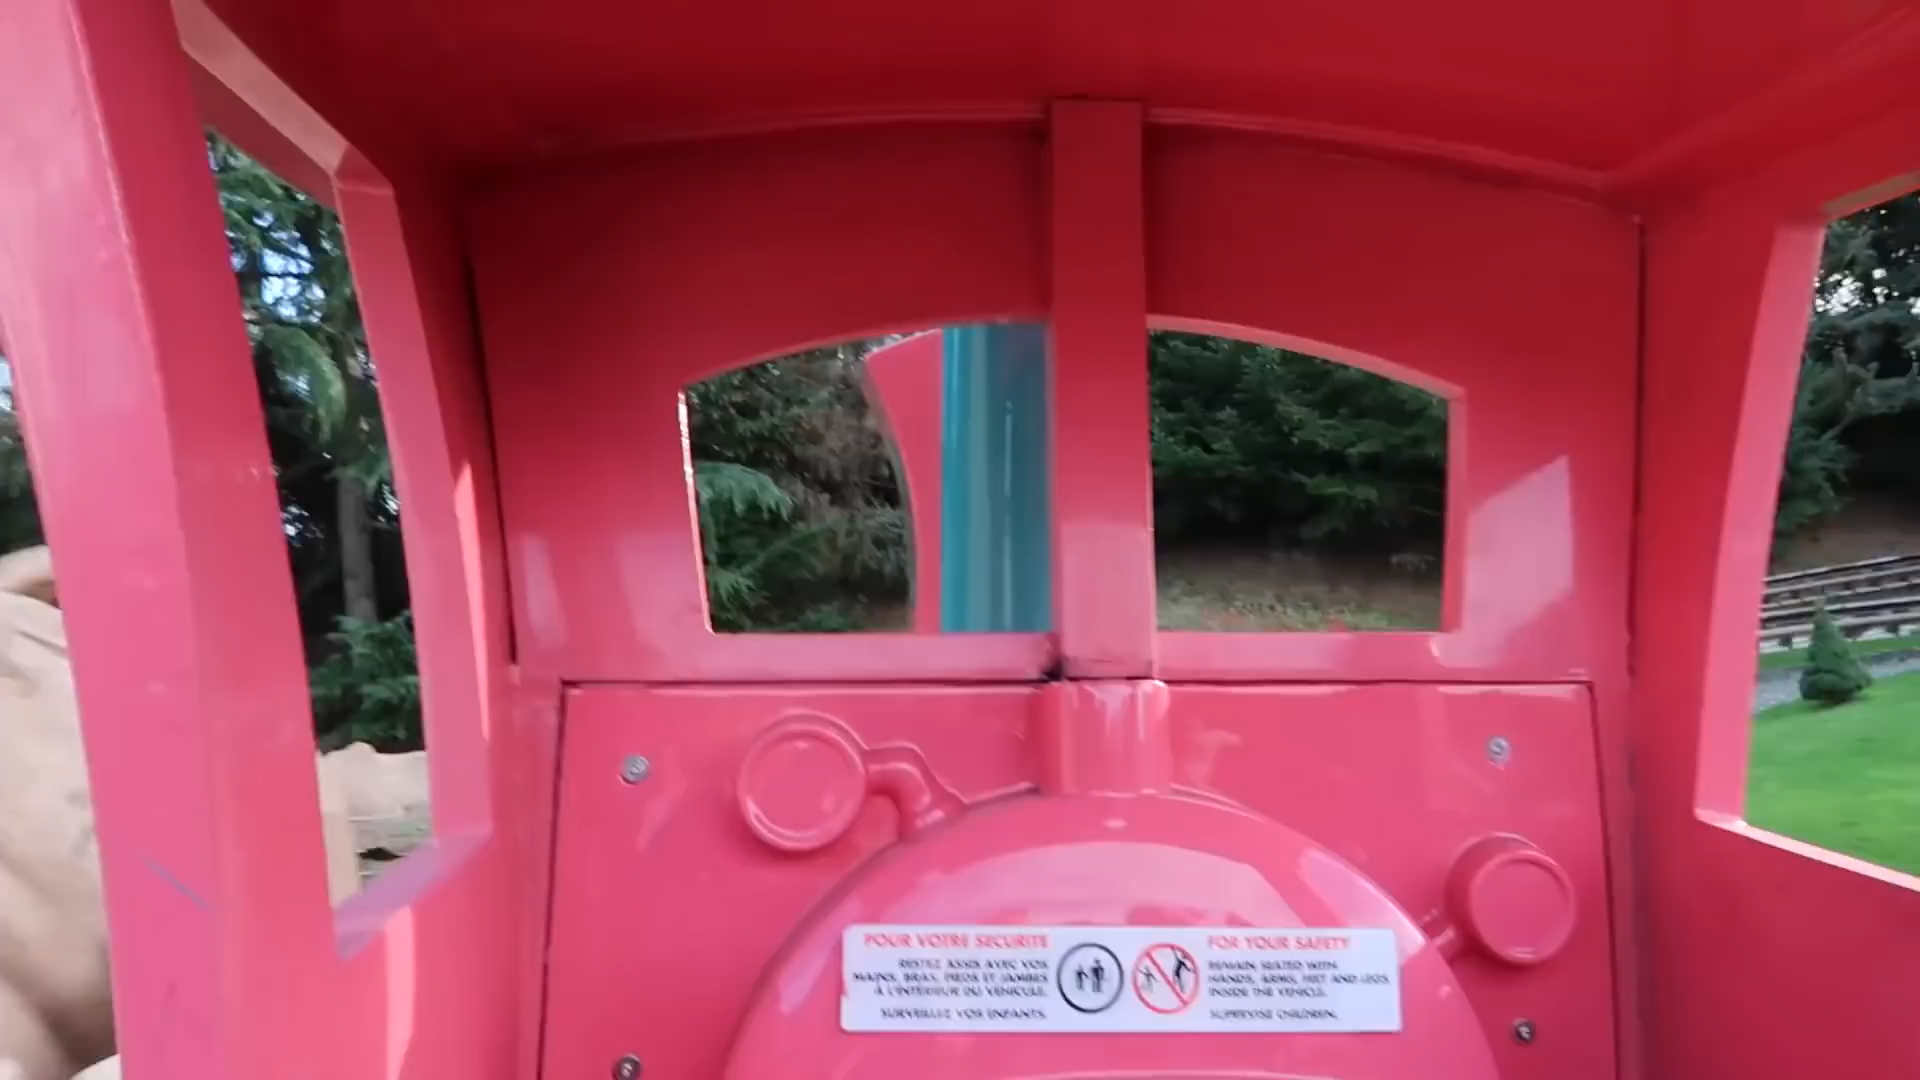 POUR VOTRE SECURITE
RESTEZ ASSIS AVEC VOS
MAINS, BRAS, PIEDS ET JAMBES
A L'INTERIEUR DU VEHICULE.
SURVEILLEZ VOS ENFANTS.
FOR YOUR SAFETY
REMAIN SEATED WITH
HANDS, ARMS, FEET AND LEGS
INSIDE THE VEHICLE.
SUPERVISE CHILDREN.